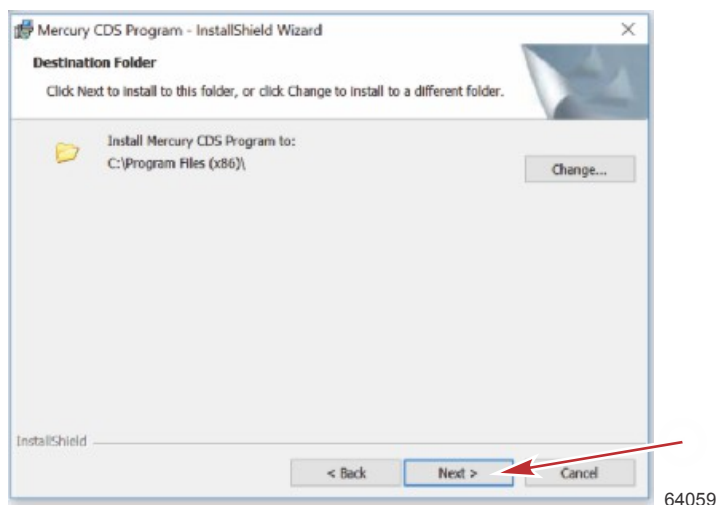 Mercury CDS Program - InstallShield Wizard
Destination Folder
Click Next to install to this folder, or click Change to install to a different folder.
Install Mercury CDS Program to:
C:\Program Files (x86)\
Change...
InstallShield
< Back
Next >
Cancel
64059